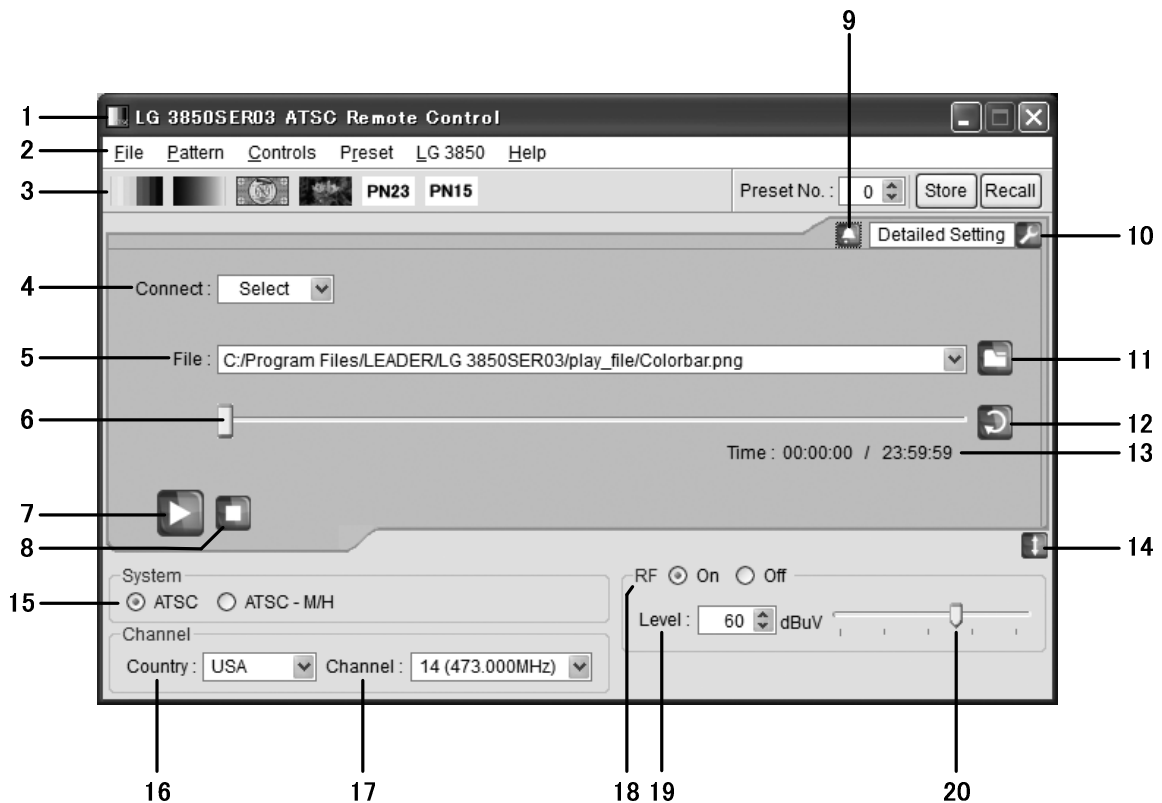 9
1
LG 3850SER03 ATSC Remote Control
2
File Pattern Controls Preset LG 3850 Help
3
PN23 PN15
Preset No. : 0 Store Recall
Detailed Setting
10
4
Connect : Select
5
File : C:/Program Files/LEADER/LG 3850SER03/play_file/Colorbar.png
11
6
12
Time : 00:00:00 / 23:59:59
13
7
8
14
System
15
ATSC ATSC - M/H
RF On Off
Level : 60 dBuV
Channel
Country : USA Channel : 14 (473.000MHz)
16 17 18 19 20